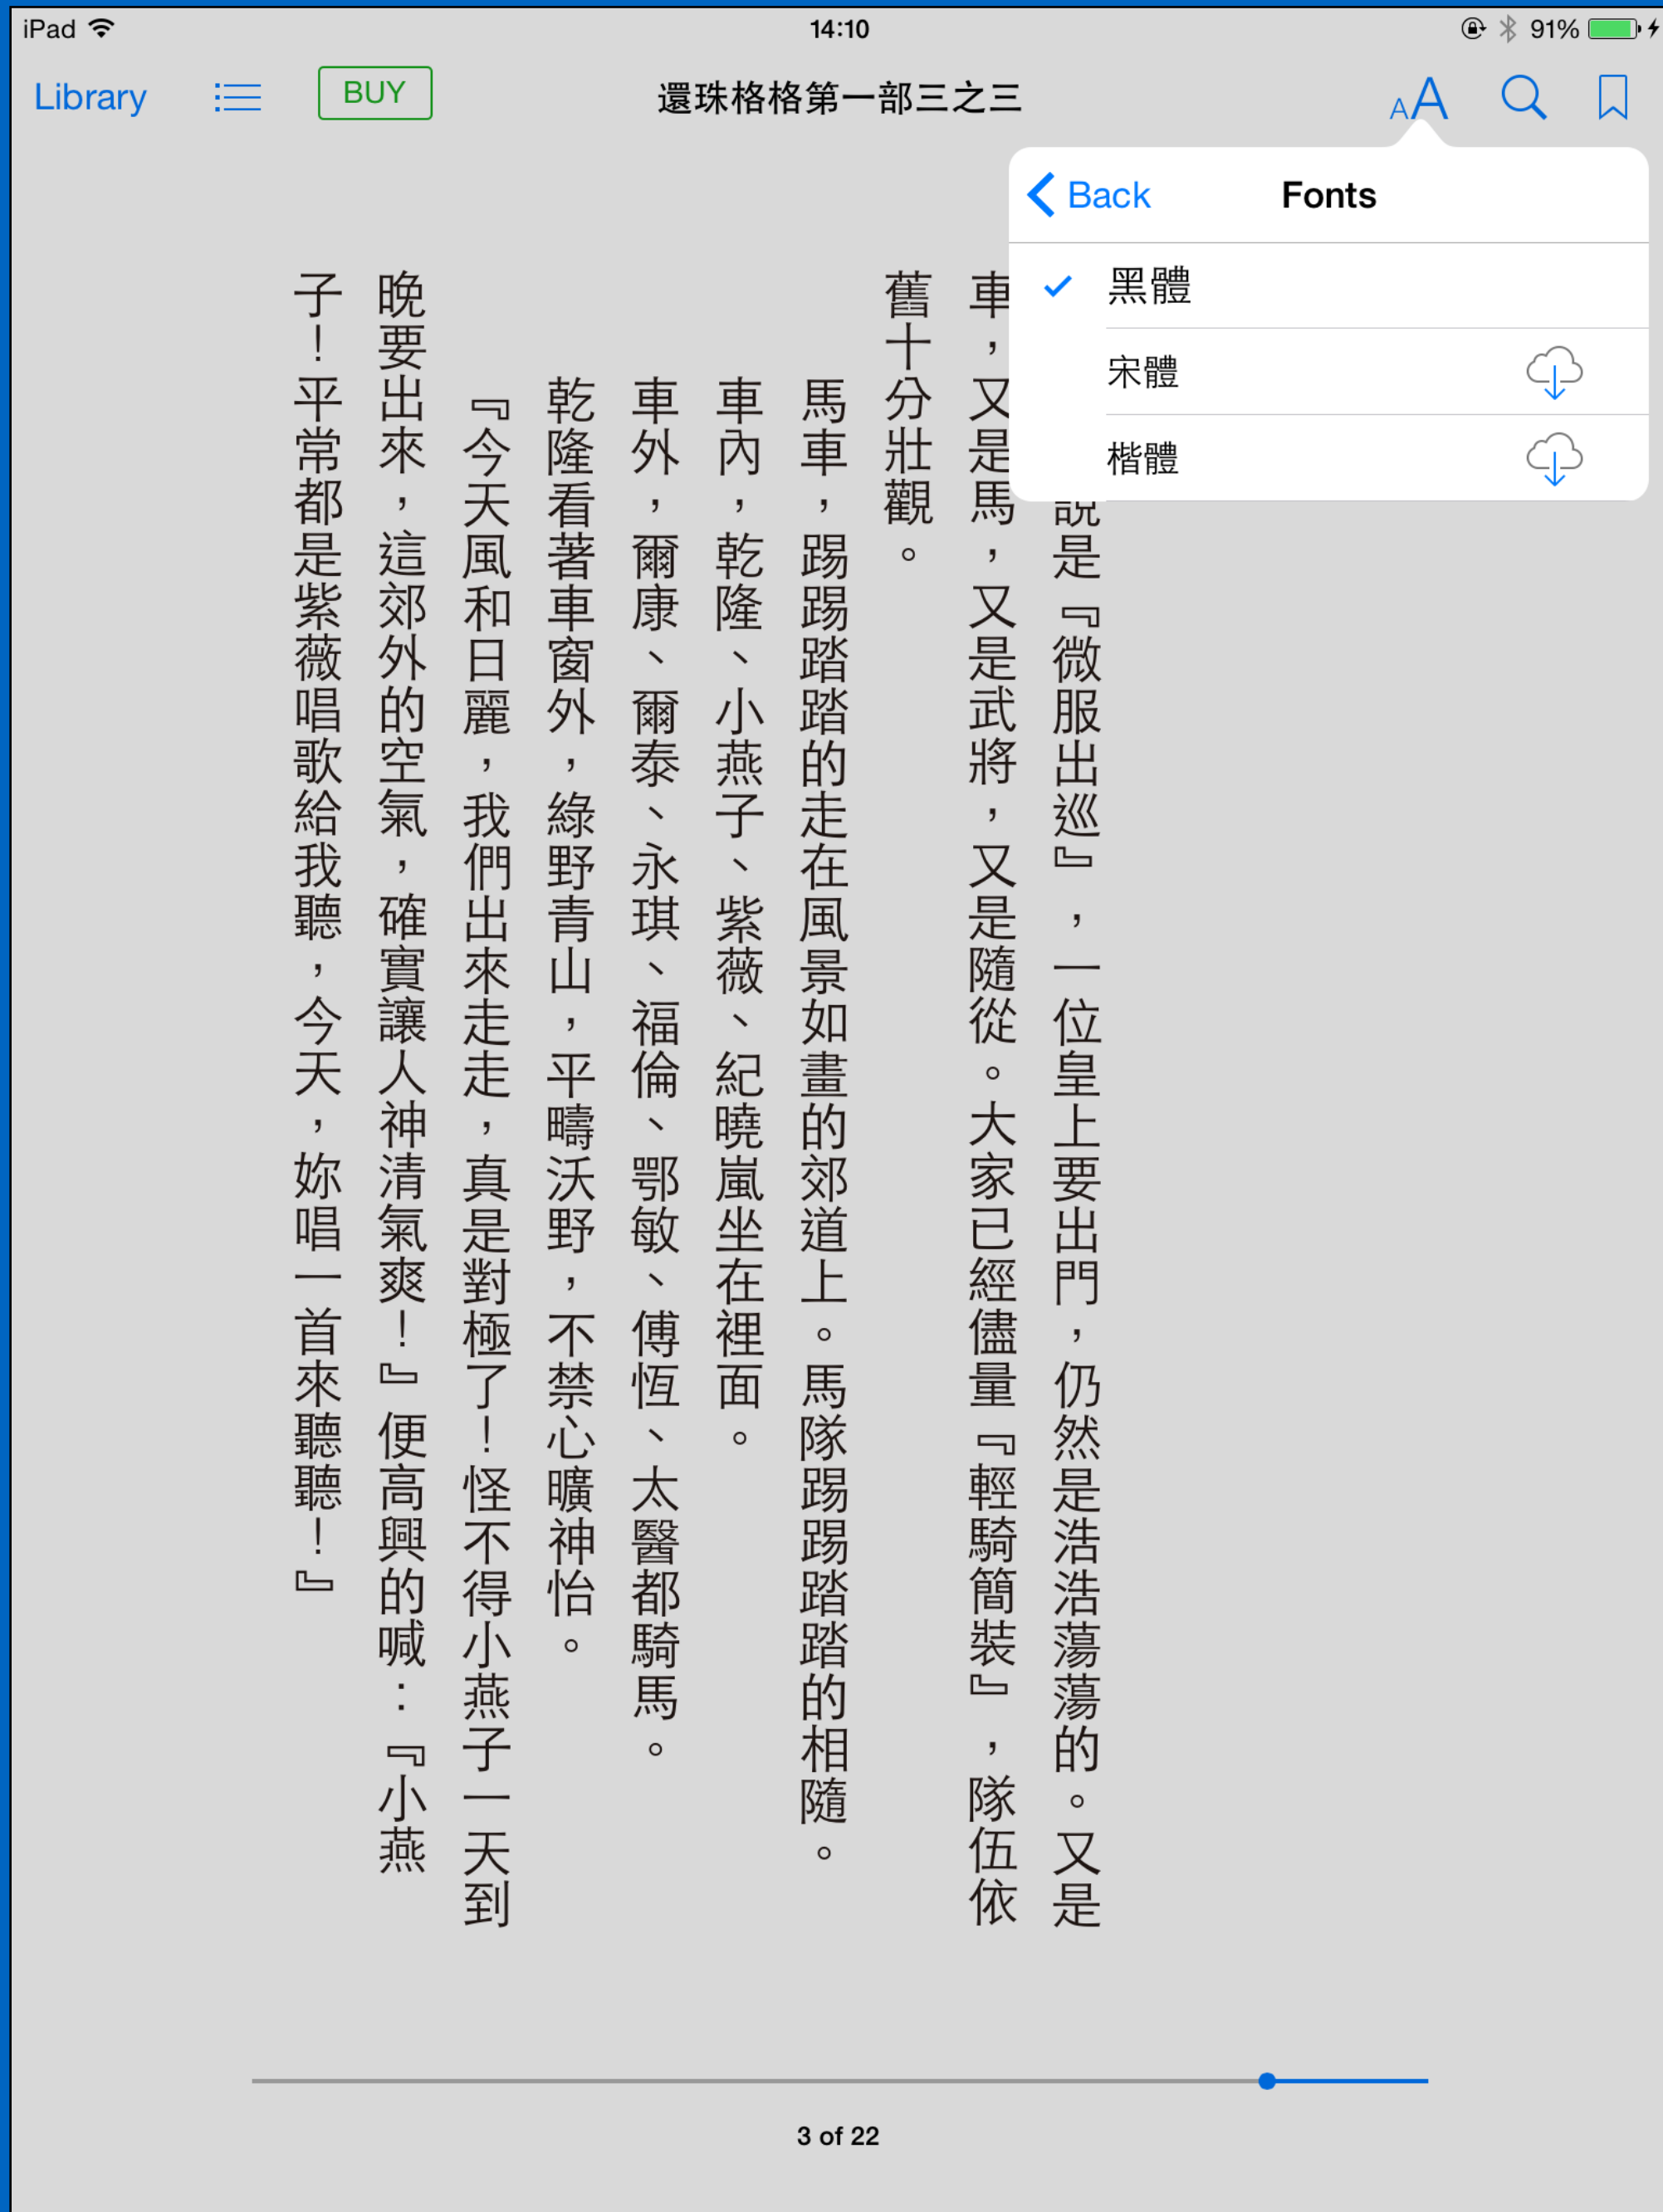 iPad
14:10
91%
Library
BUY
還珠格格第一部三之三
AA
Back
Fonts
黑體
宋體
楷體
說是『微服出巡』，一位皇上要出門，仍然是浩浩蕩蕩的。又是
車，又是馬，又是武將，又是隨從。大家已經儘量『輕騎簡裝』，隊伍依
舊十分壯觀。
馬車，踢踢踏踏的走在風景如畫的郊道上。馬隊踢踢踏踏的相隨。
車內，乾隆、小燕子、紫薇、紀曉嵐坐在裡面。
車外，爾康、爾泰、永琪、福倫、鄂敏、傅恆、太醫都騎馬。
乾隆看著車窗外，綠野青山，平疇沃野，不禁心曠神怡。
『今天風和日麗，我們出來走走，真是對極了！怪不得小燕子一天到
晚要出來，這郊外的空氣，確實讓人神清氣爽！』便高興的喊：『小燕
子！平常都是紫薇唱歌給我聽，今天，妳唱一首來聽聽！』
3 of 22